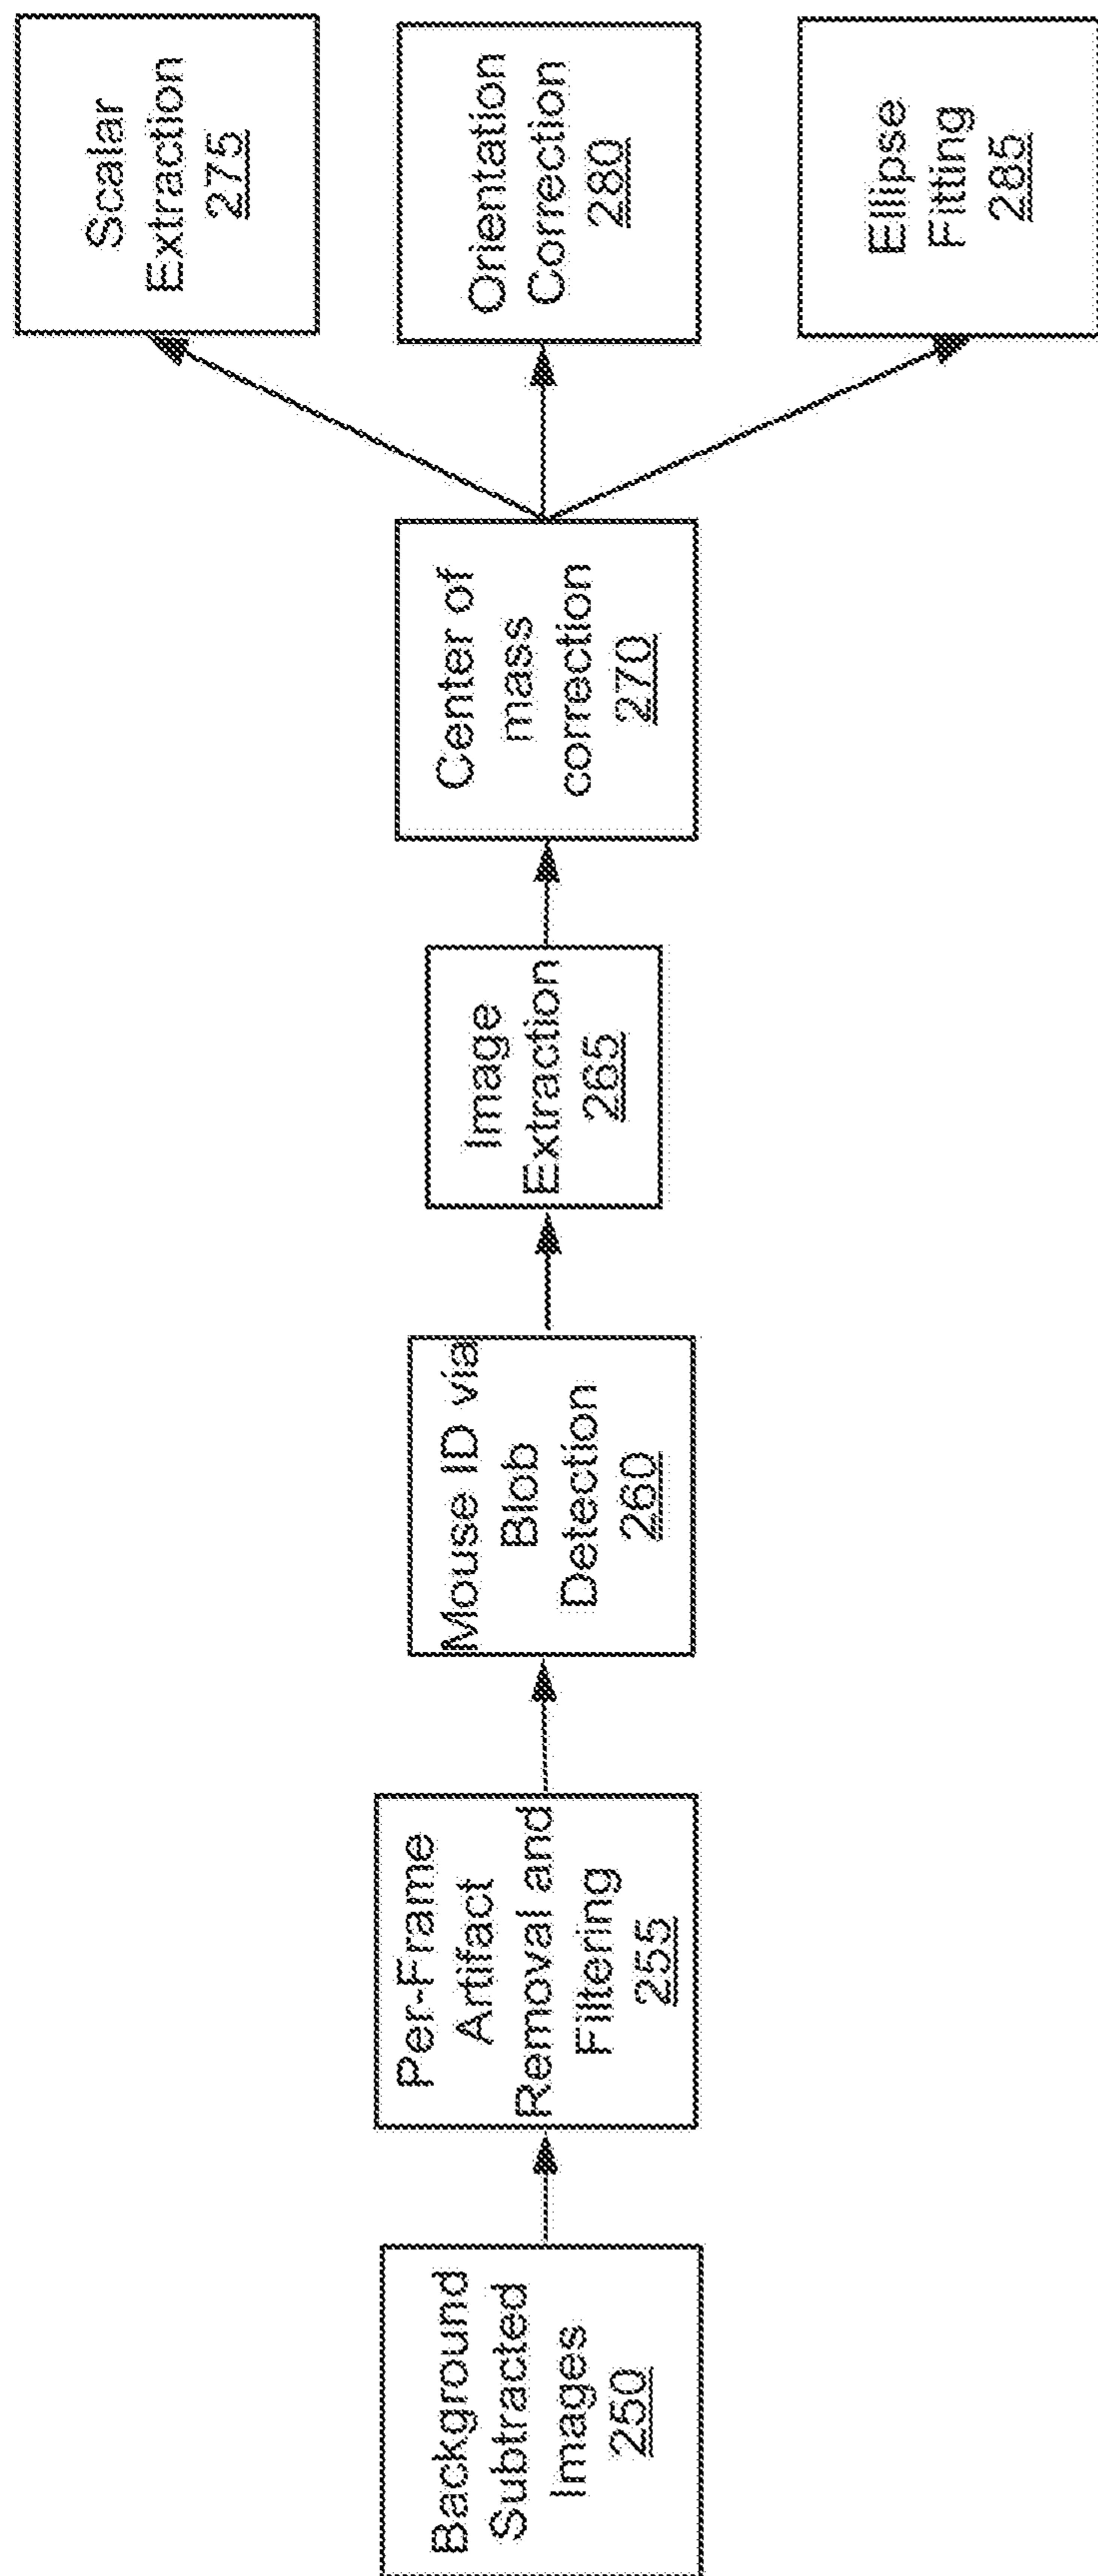 Background
Subtracted
Images
250
Per-Frame
Artifact
Removal and
Filtering
255
Mouse ID via
Blob
Detection
260
Image
Extraction
265
Center of
mass
correction
270
Scalar
Extraction
275
Orientation
Correction
280
Ellipse
Fitting
285